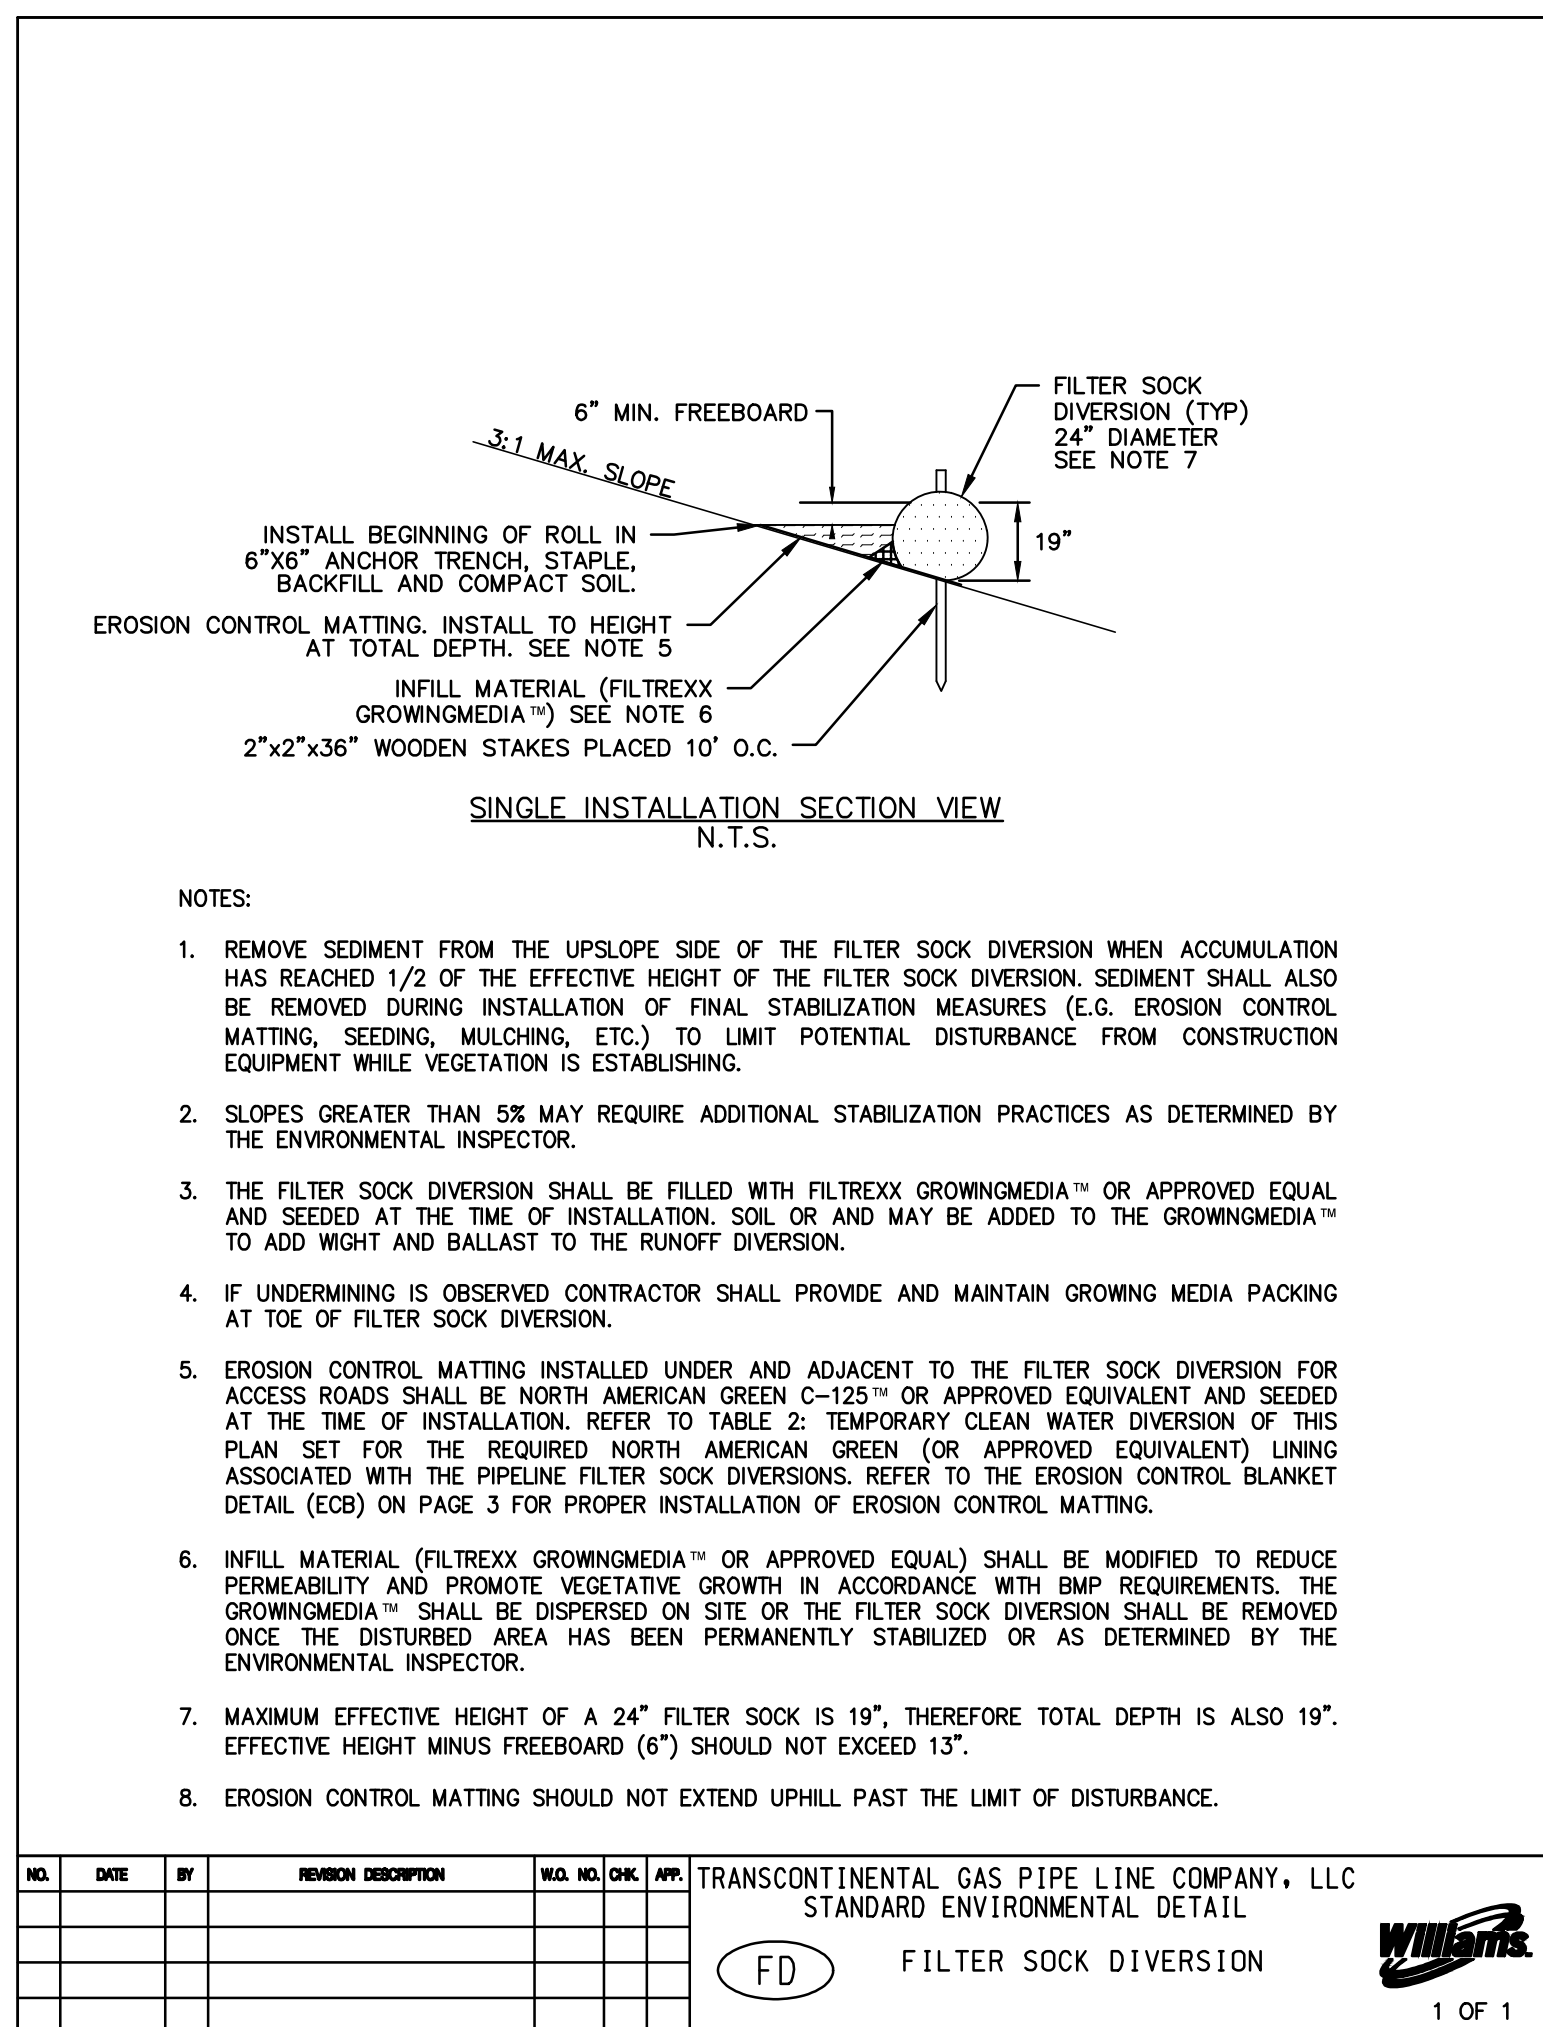 6" MIN. FREEBOARD
FILTER SOCK
DIVERSION (TYP)
24" DIAMETER
SEE NOTE 7
3:1 MAX. SLOPE
19"
INSTALL BEGINNING OF ROLL IN
6"X6" ANCHOR TRENCH, STAPLE,
BACKFILL AND COMPACT SOIL.
EROSION CONTROL MATTING. INSTALL TO HEIGHT
AT TOTAL DEPTH. SEE NOTE 5
INFILL MATERIAL (FILTREXX
GROWINGMEDIA™) SEE NOTE 6
2"x2"x36" WOODEN STAKES PLACED 10' O.C.
SINGLE INSTALLATION SECTION VIEW
N.T.S.
NOTES:
1. REMOVE SEDIMENT FROM THE UPSLOPE SIDE OF THE FILTER SOCK DIVERSION WHEN ACCUMULATION
HAS REACHED 1/2 OF THE EFFECTIVE HEIGHT OF THE FILTER SOCK DIVERSION. SEDIMENT SHALL ALSO
BE REMOVED DURING INSTALLATION OF FINAL STABILIZATION MEASURES (E.G. EROSION CONTROL
MATTING, SEEDING, MULCHING, ETC.) TO LIMIT POTENTIAL DISTURBANCE FROM CONSTRUCTION
EQUIPMENT WHILE VEGETATION IS ESTABLISHING.
2. SLOPES GREATER THAN 5% MAY REQUIRE ADDITIONAL STABILIZATION PRACTICES AS DETERMINED BY
THE ENVIRONMENTAL INSPECTOR.
3. THE FILTER SOCK DIVERSION SHALL BE FILLED WITH FILTREXX GROWINGMEDIA™ OR APPROVED EQUAL
AND SEEDED AT THE TIME OF INSTALLATION. SOIL OR AND MAY BE ADDED TO THE GROWINGMEDIA™
TO ADD WIGHT AND BALLAST TO THE RUNOFF DIVERSION.
4. IF UNDERMINING IS OBSERVED CONTRACTOR SHALL PROVIDE AND MAINTAIN GROWING MEDIA PACKING
AT TOE OF FILTER SOCK DIVERSION.
5. EROSION CONTROL MATTING INSTALLED UNDER AND ADJACENT TO THE FILTER SOCK DIVERSION FOR
ACCESS ROADS SHALL BE NORTH AMERICAN GREEN C-125™ OR APPROVED EQUIVALENT AND SEEDED
AT THE TIME OF INSTALLATION. REFER TO TABLE 2: TEMPORARY CLEAN WATER DIVERSION OF THIS
PLAN SET FOR THE REQUIRED NORTH AMERICAN GREEN (OR APPROVED EQUIVALENT) LINING
ASSOCIATED WITH THE PIPELINE FILTER SOCK DIVERSIONS. REFER TO THE EROSION CONTROL BLANKET
DETAIL (ECB) ON PAGE 3 FOR PROPER INSTALLATION OF EROSION CONTROL MATTING.
6. INFILL MATERIAL (FILTREXX GROWINGMEDIA™ OR APPROVED EQUAL) SHALL BE MODIFIED TO REDUCE
PERMEABILITY AND PROMOTE VEGETATIVE GROWTH IN ACCORDANCE WITH BMP REQUIREMENTS. THE
GROWINGMEDIA™ SHALL BE DISPERSED ON SITE OR THE FILTER SOCK DIVERSION SHALL BE REMOVED
ONCE THE DISTURBED AREA HAS BEEN PERMANENTLY STABILIZED OR AS DETERMINED BY THE
ENVIRONMENTAL INSPECTOR.
7. MAXIMUM EFFECTIVE HEIGHT OF A 24" FILTER SOCK IS 19", THEREFORE TOTAL DEPTH IS ALSO 19".
EFFECTIVE HEIGHT MINUS FREEBOARD (6") SHOULD NOT EXCEED 13".
8. EROSION CONTROL MATTING SHOULD NOT EXTEND UPHILL PAST THE LIMIT OF DISTURBANCE.
NO. DATE BY REVISION DESCRIPTION W.O. NO. CHK. APP.
TRANSCONTINENTAL GAS PIPE LINE COMPANY, LLC
STANDARD ENVIRONMENTAL DETAIL
FD
FILTER SOCK DIVERSION
Williams.
1 OF 1